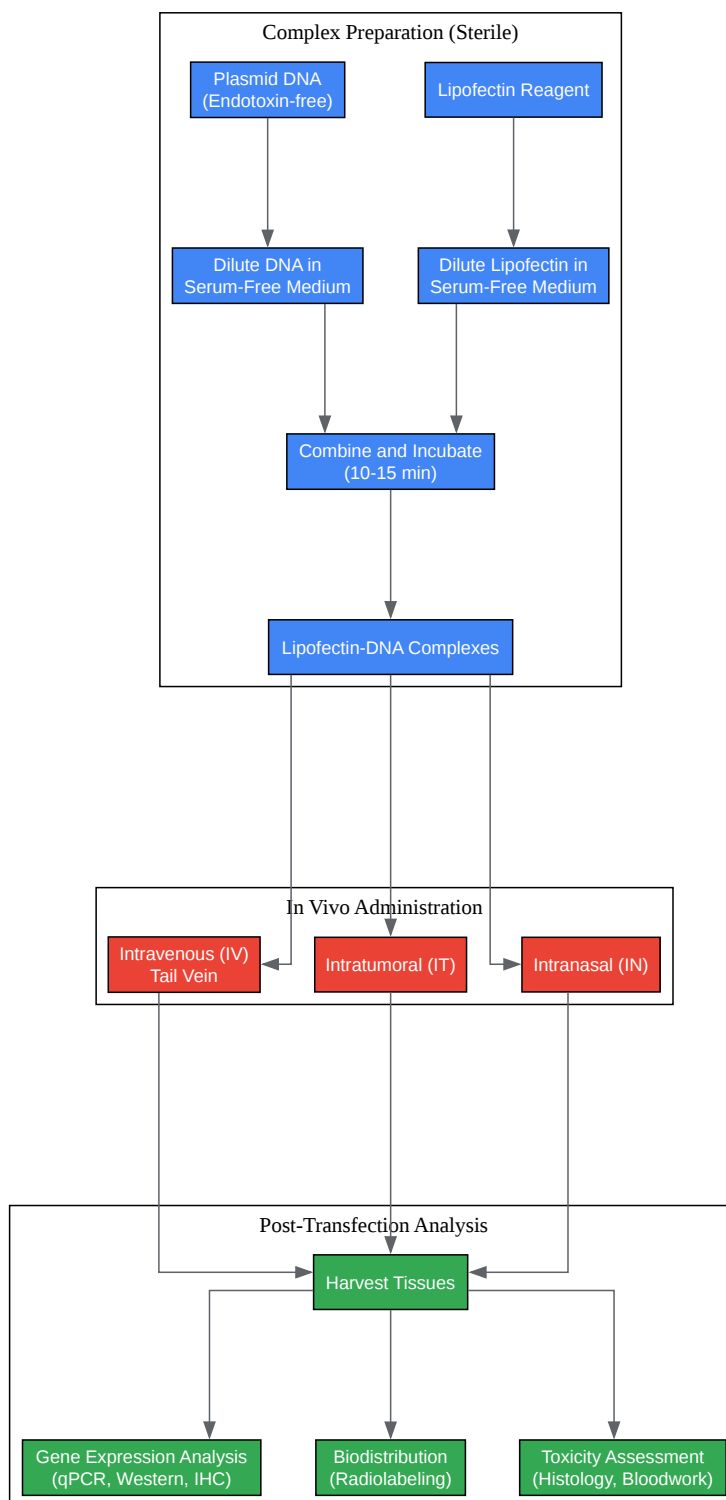 Complex Preparation (Sterile)
Plasmid DNA
(Endotoxin-free)
Lipofectin Reagent
Dilute DNA in
Serum-Free Medium
Dilute Lipofectin in
Serum-Free Medium
Combine and Incubate
(10-15 min)
Lipofectin-DNA Complexes
In Vivo Administration
Intravenous (IV)
Tail Vein
Intratumoral (IT)
Intranasal (IN)
Post-Transfection Analysis
Harvest Tissues
Gene Expression Analysis
(qPCR, Western, IHC)
Biodistribution
(Radiolabeling)
Toxicity Assessment
(Histology, Bloodwork)